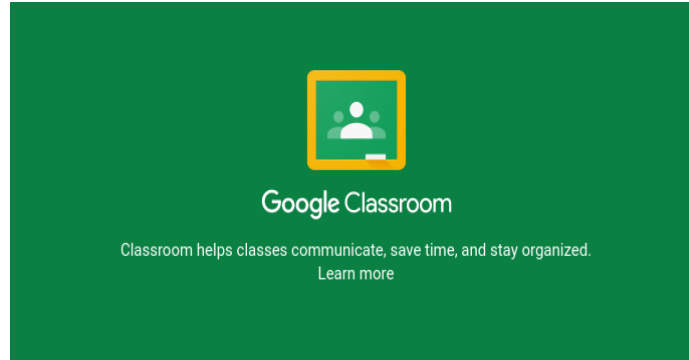 Google Classroom
Classroom helps classes communicate, save time, and stay organized.
Learn more